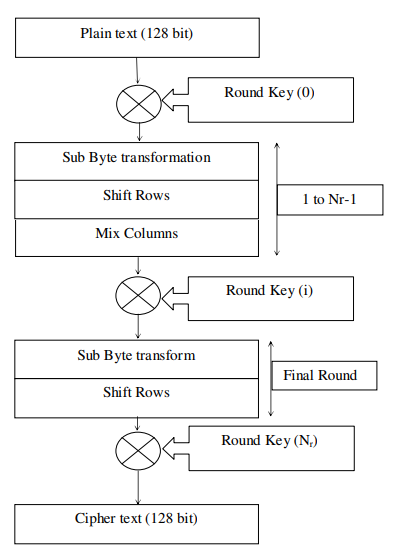 Plain text (128 bit)
Round Key (0)
Sub Byte transformation
Shift Rows
1 to Nr-1
Mix Columns
Round Key (i)
Sub Byte transform
Final Round
Shift Rows
Round Key (Nᵣ)
Cipher text (128 bit)